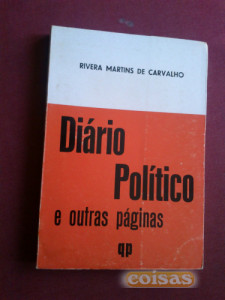 RIVERA MARTINS DE CARVALHO
Diário
Político
e outras páginas
qp
coisas